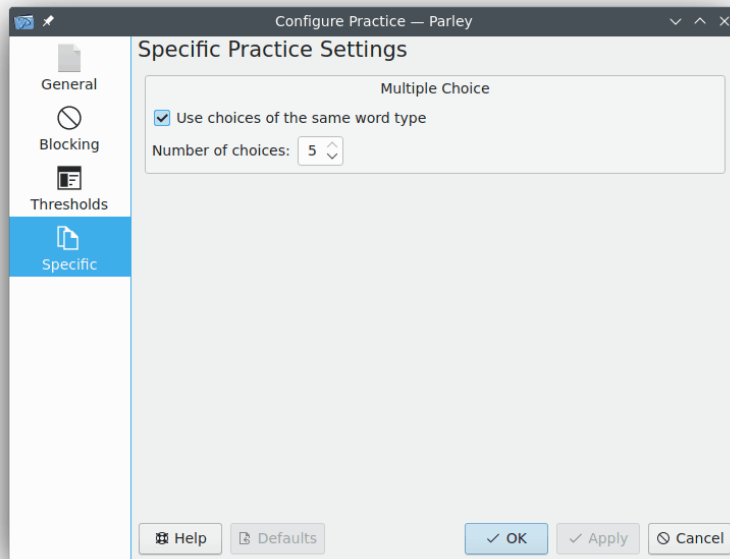 Configure Practice — Parley
General
Blocking
Thresholds
Specific
Specific Practice Settings
Multiple Choice
Use choices of the same word type
Number of choices: 5
Help Defaults OK Apply Cancel